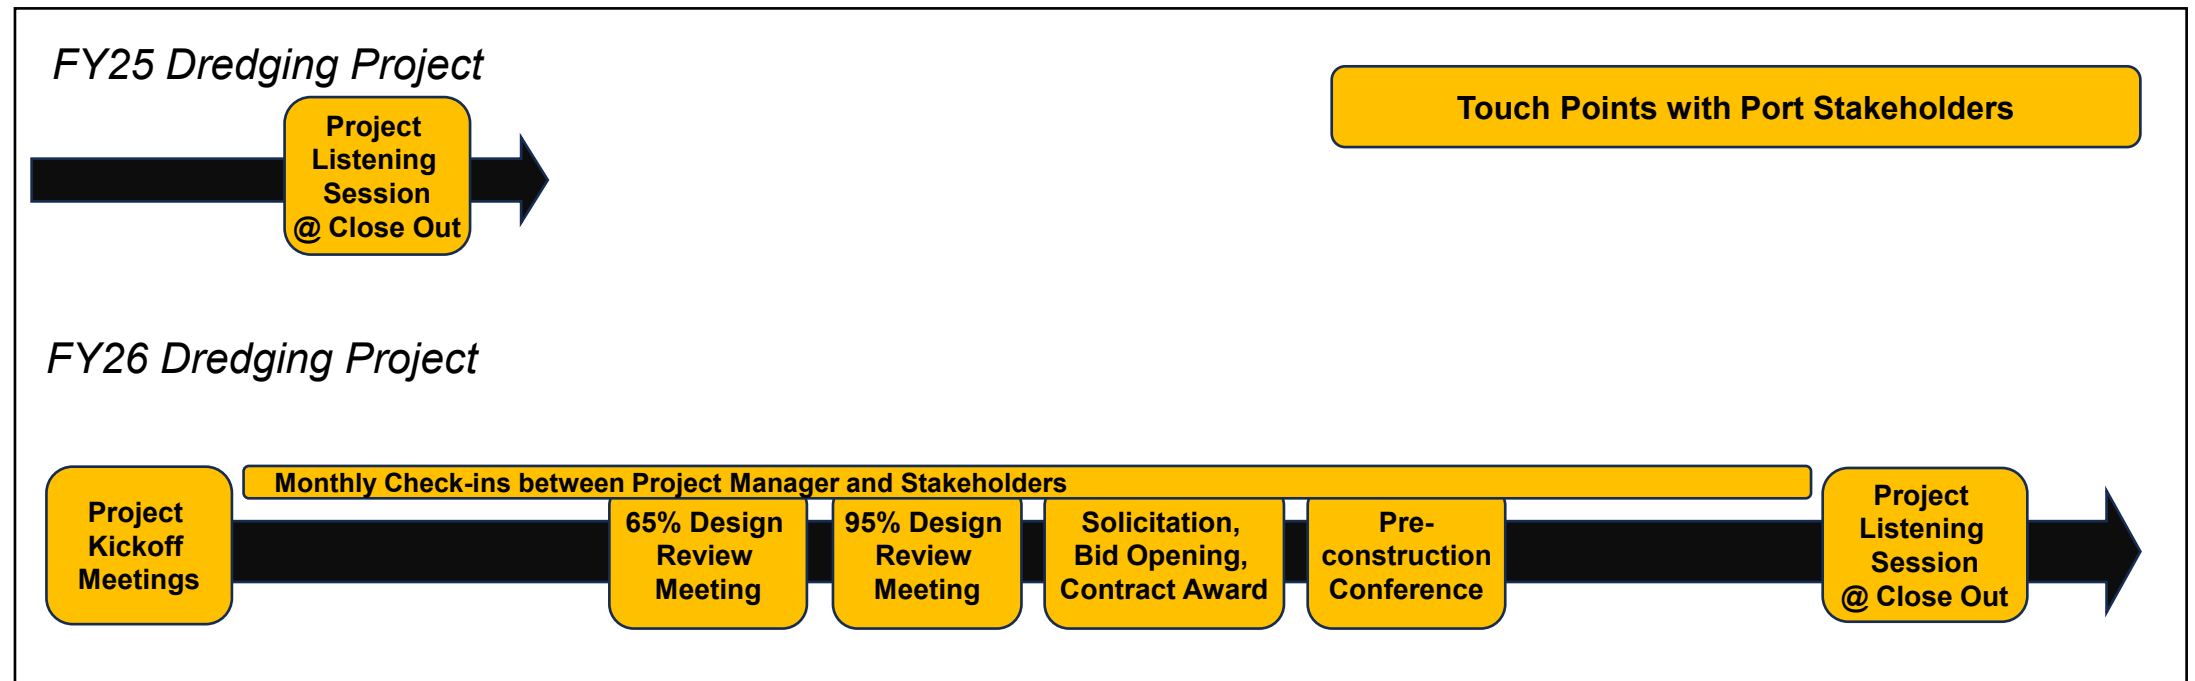 FY25 Dredging Project
Touch Points with Port Stakeholders
Project
Listening
Session
@ Close Out
FY26 Dredging Project
Monthly Check-ins between Project Manager and Stakeholders
Project
Kickoff
Meetings
65% Design
Review
Meeting
95% Design
Review
Meeting
Solicitation,
Bid Opening,
Contract Award
Pre-
construction
Conference
Project
Listening
Session
@ Close Out